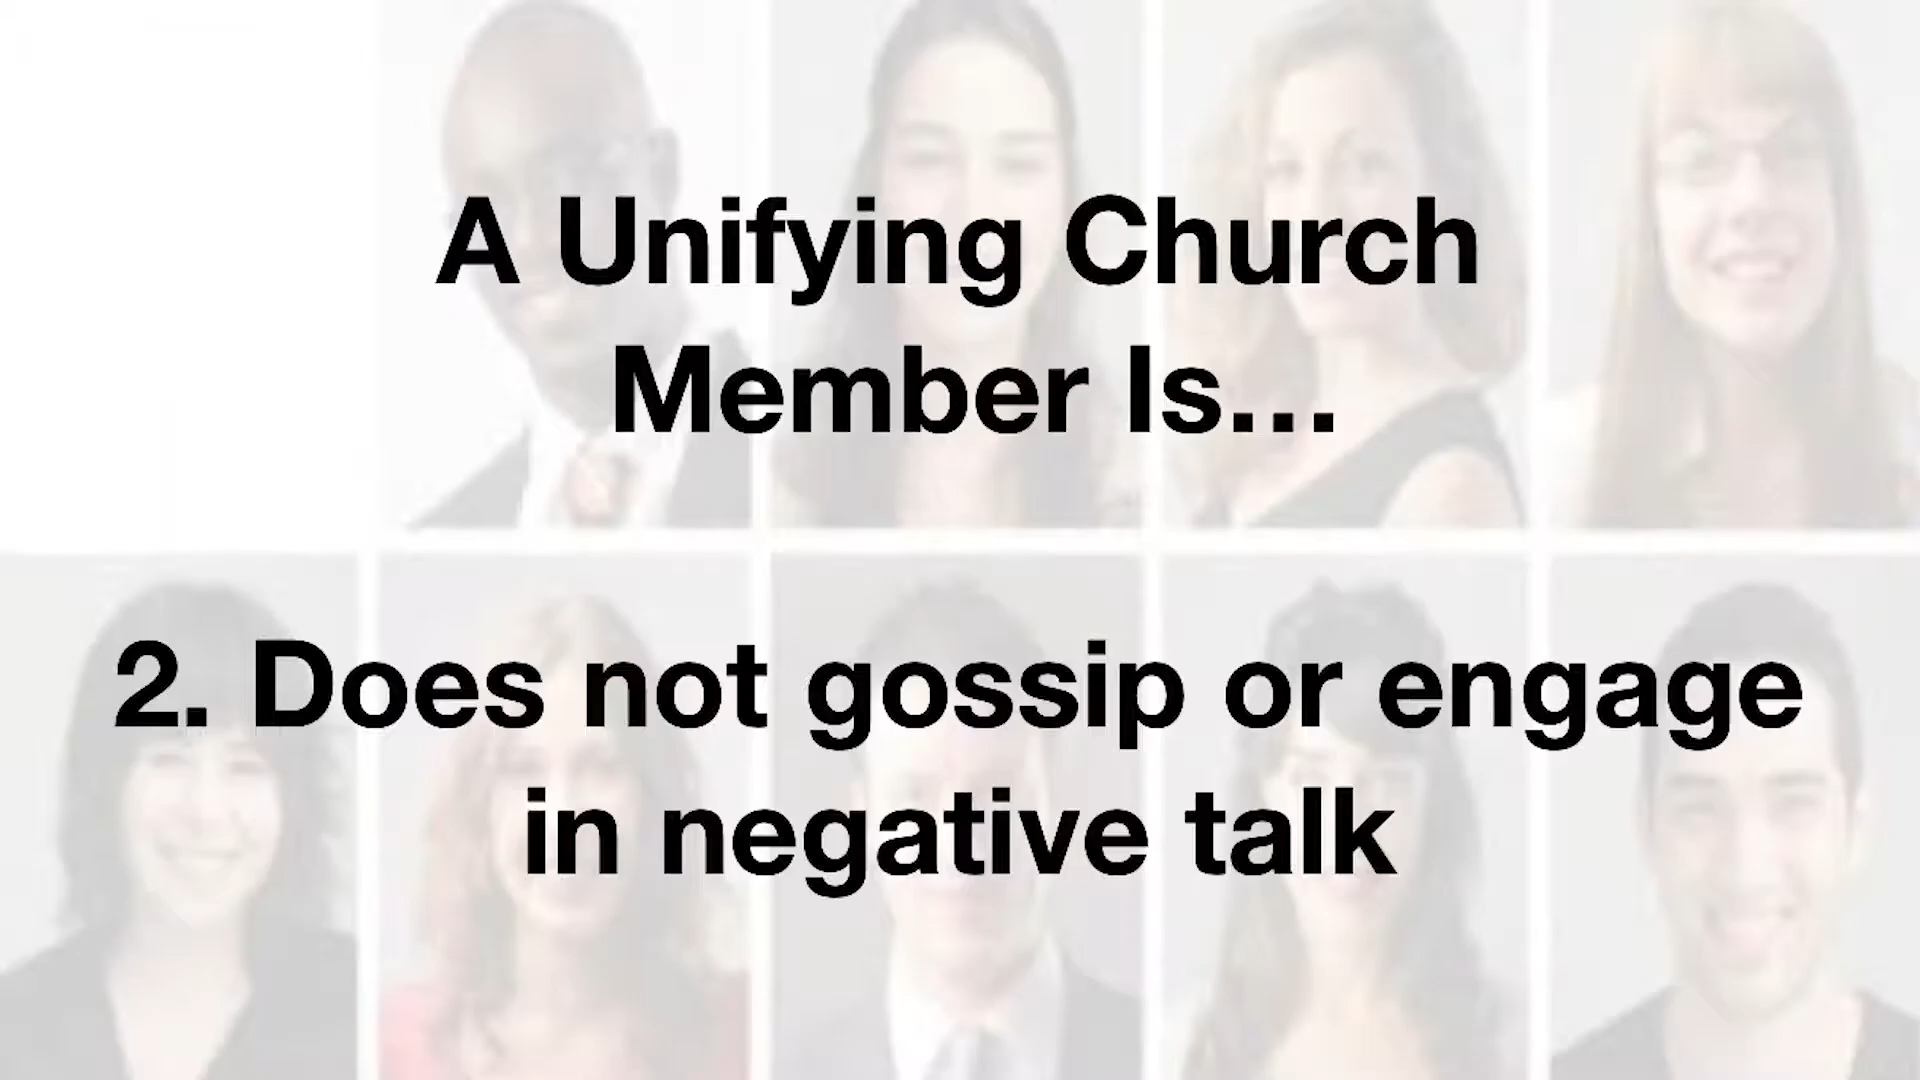 A Unifying Church
Member Is...
2. Does not gossip or engage
in negative talk